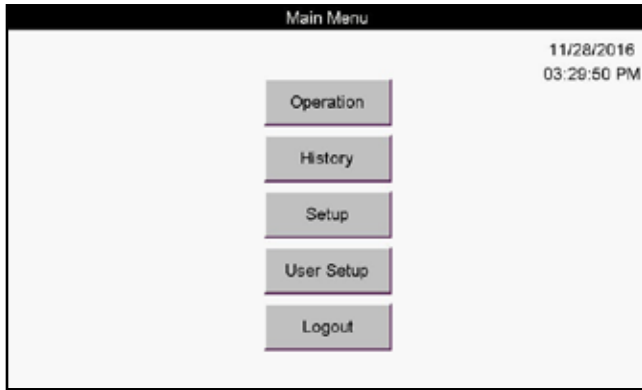 Main Menu
11/28/2016
03:29:50 PM
Operation
History
Setup
User Setup
Logout